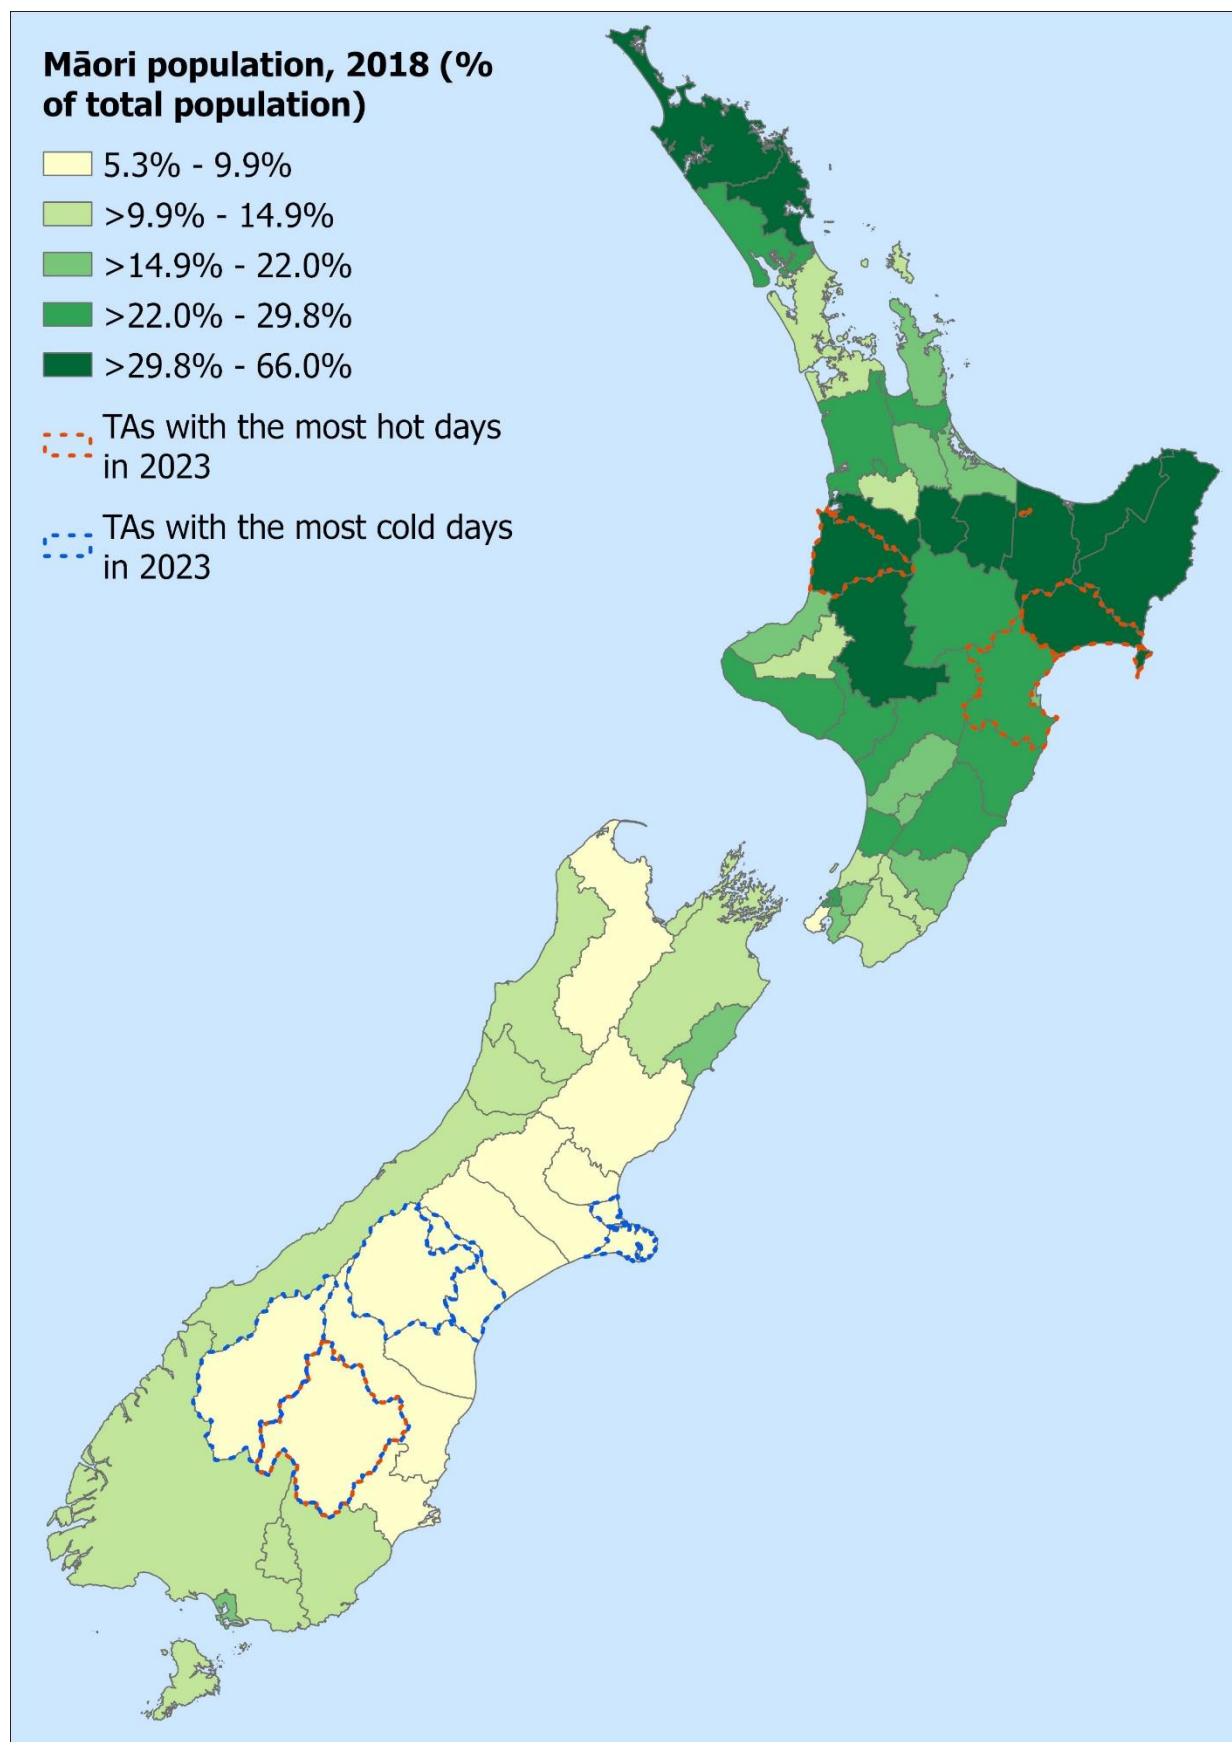 Māori population, 2018 (%
of total population)
5.3% - 9.9%
>9.9% - 14.9%
>14.9% - 22.0%
>22.0% - 29.8%
>29.8% - 66.0%
TAs with the most hot days
in 2023
TAs with the most cold days
in 2023